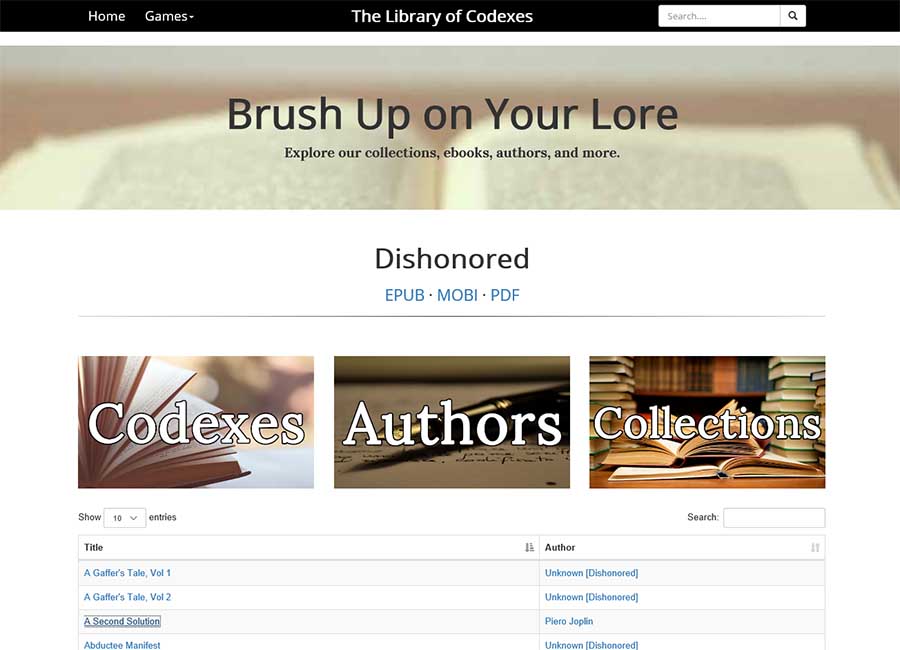 Home Games The Library of Codexes Search....
Brush Up on Your Lore
Explore our collections, ebooks, authors, and more.
Dishonored
EPUB · MOBI · PDF
Codexes Authors Collections
Show 10 entries Search:
Title Author
A Gaffer's Tale, Vol 1 Unknown [Dishonored]
A Gaffer's Tale, Vol 2 Unknown [Dishonored]
A Second Solution Piero Joplin
Abductee Manifest Unknown [Dishonored]